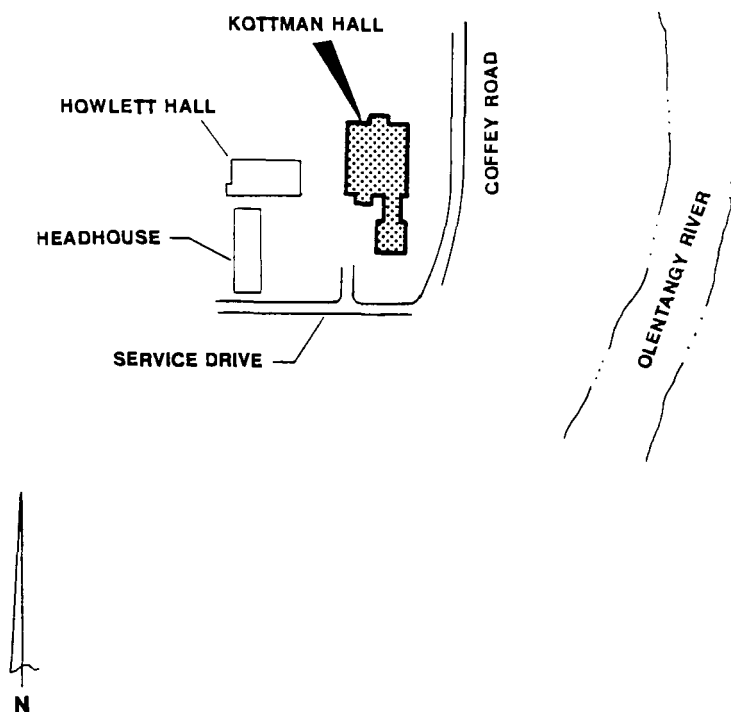 KOTTMAN HALL
HOWLETT HALL
COFFEY ROAD
HEADHOUSE
OLENTANGY RIVER
SERVICE DRIVE
N